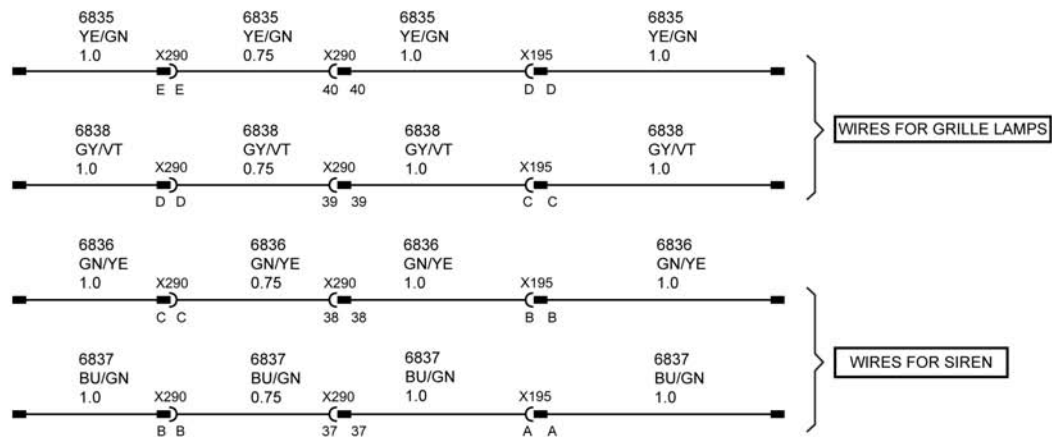 6835 6835 6835 6835
YE/GN YE/GN YE/GN YE/GN
1.0 X290 0.75 X290 1.0 X195 1.0
E E 40 40 D D
WIRES FOR GRILLE LAMPS
6838 6838 6838 6838
GY/VT GY/VT GY/VT GY/VT
1.0 X290 0.75 X290 1.0 X195 1.0
D D 39 39 C C
6836 6836 6836 6836
GN/YE GN/YE GN/YE GN/YE
1.0 X290 0.75 X290 1.0 X195 1.0
C C 38 38 B B
WIRES FOR SIREN
6837 6837 6837 6837
BU/GN BU/GN BU/GN BU/GN
1.0 X290 0.75 X290 1.0 X195 1.0
B B 37 37 A A